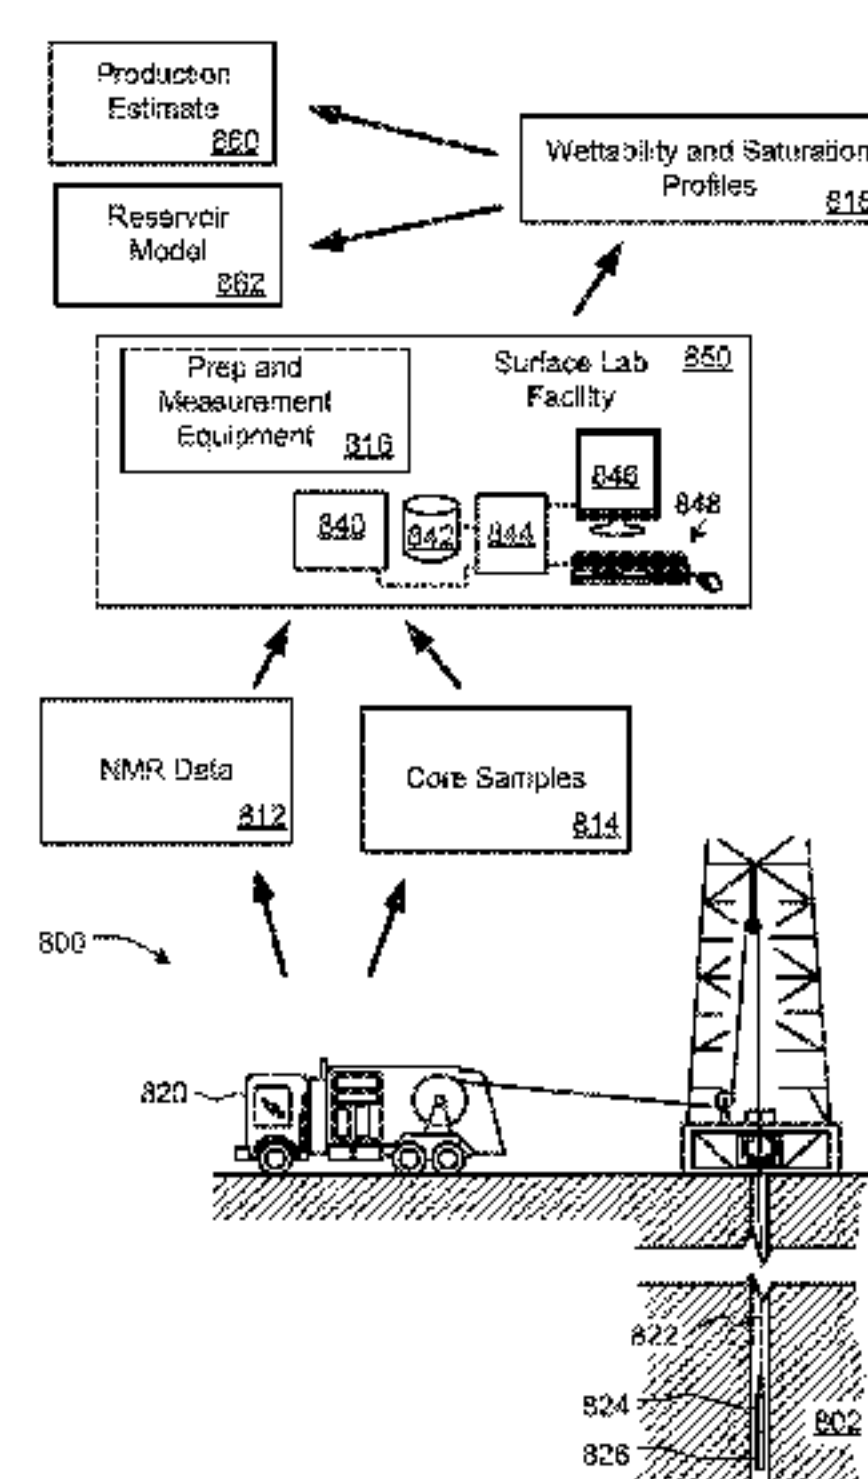 Production
Estimate
860
Wettability and Saturation
Profiles
818
Reservoir
Model
862
Surface Lab
Facility
850
Prep and
Measurement
Equipment
816
840
842
844
846
848
NMR Data
812
Core Samples
814
800
820
822
824
802
826